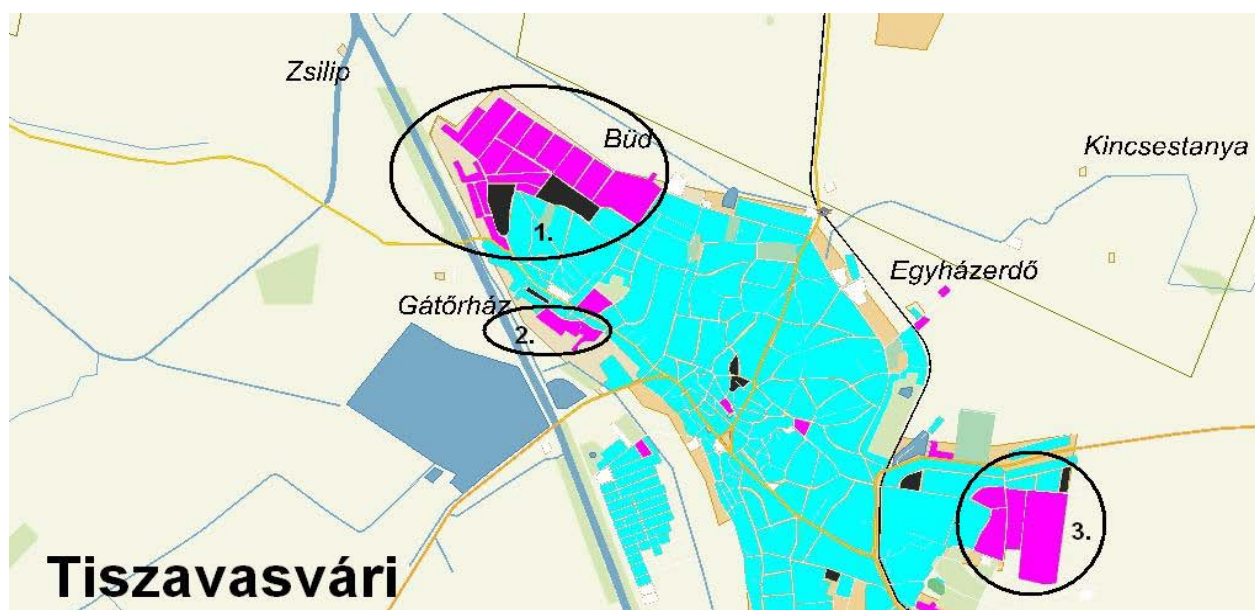 Zsilip
Büd
Kincsestanya
1.
Egyházerdő
Gátőrház
2.
3.
Tiszavasvári